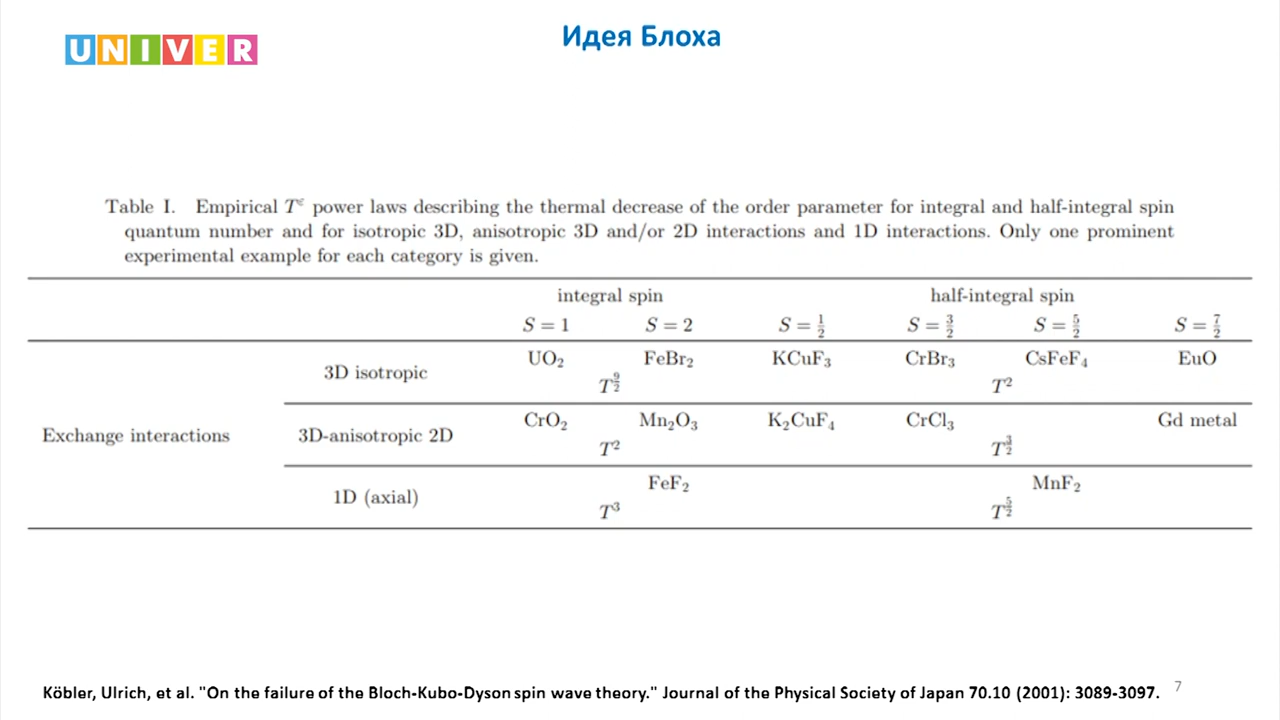 UNIVER
Идея Блоха
Table I. Empirical T^ε power laws describing the thermal decrease of the order parameter for integral and half-integral spin
quantum number and for isotropic 3D, anisotropic 3D and/or 2D interactions and 1D interactions. Only one prominent
experimental example for each category is given.
integral spin half-integral spin
S = 1 S = 2 S = 1/2 S = 3/2 S = 5/2 S = 7/2
UO₂ FeBr₂ KCuF₃ CrBr₃ CsFeF₄ EuO
3D isotropic
T^9/2 T²
CrO₂ Mn₂O₃ K₂CuF₄ CrCl₃ Gd metal
Exchange interactions 3D-anisotropic 2D
T² T^3/2
FeF₂ MnF₂
1D (axial)
T³ T^5/2
Köbler, Ulrich, et al. "On the failure of the Bloch-Kubo-Dyson spin wave theory." Journal of the Physical Society of Japan 70.10 (2001): 3089-3097.
7